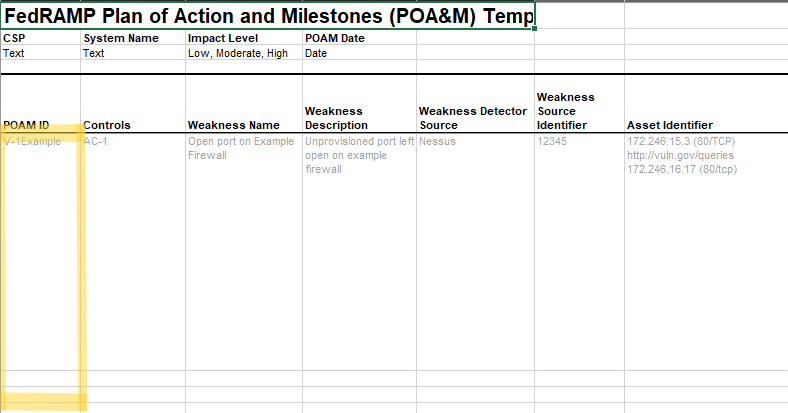 FedRAMP Plan of Action and Milestones (POA&M) Temp
CSP System Name Impact Level POAM Date
Text Text Low, Moderate, High Date
POAM ID Controls Weakness Name Weakness Description Weakness Detector Source Weakness Source Identifier Asset Identifier
V-1Example AC-1 Open port on Example Firewall Unprovisioned port left open on example firewall Nessus 12345 172.246.15.3 (80/TCP)
http://vuln.gov/queries
172.246.16.17 (80/tcp)